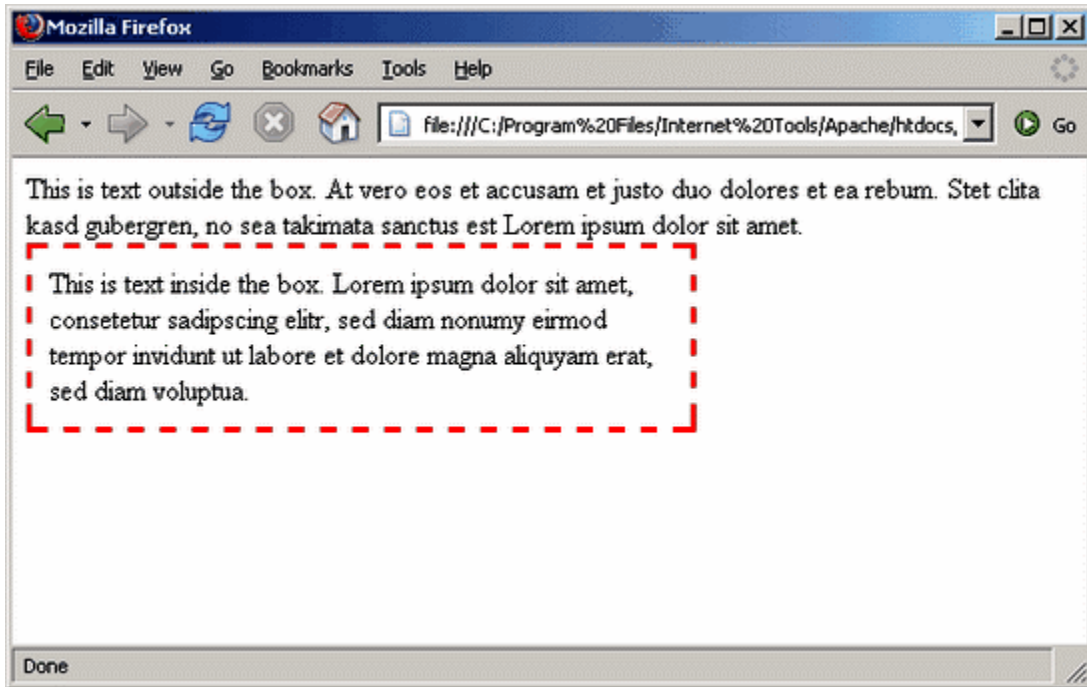 Mozilla Firefox
File Edit View Go Bookmarks Tools Help
file:///C:/Program%20Files/Internet%20Tools/Apache/htdocs, Go
This is text outside the box. At vero eos et accusam et justo duo dolores et ea rebum. Stet clita
kasd gubergren, no sea takimata sanctus est Lorem ipsum dolor sit amet.
This is text inside the box. Lorem ipsum dolor sit amet,
consetetur sadipscing elitr, sed diam nonumy eirmod
tempor invidunt ut labore et dolore magna aliquyam erat,
sed diam voluptua.
Done